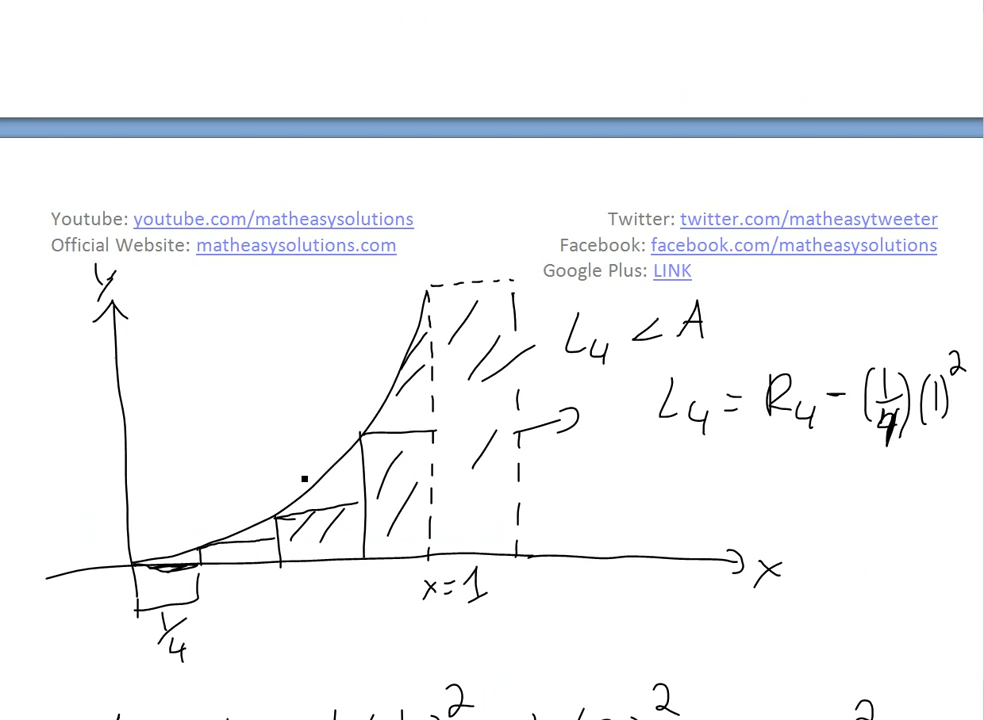 Youtube: youtube.com/matheasysolutions
Official Website: matheasysolutions.com
Twitter: twitter.com/matheasytweeter
Facebook: facebook.com/matheasysolutions
Google Plus: LINK
y
L₄ < A
L₄ = R₄ - (1/4)(1)²
x = 1
x
1/4